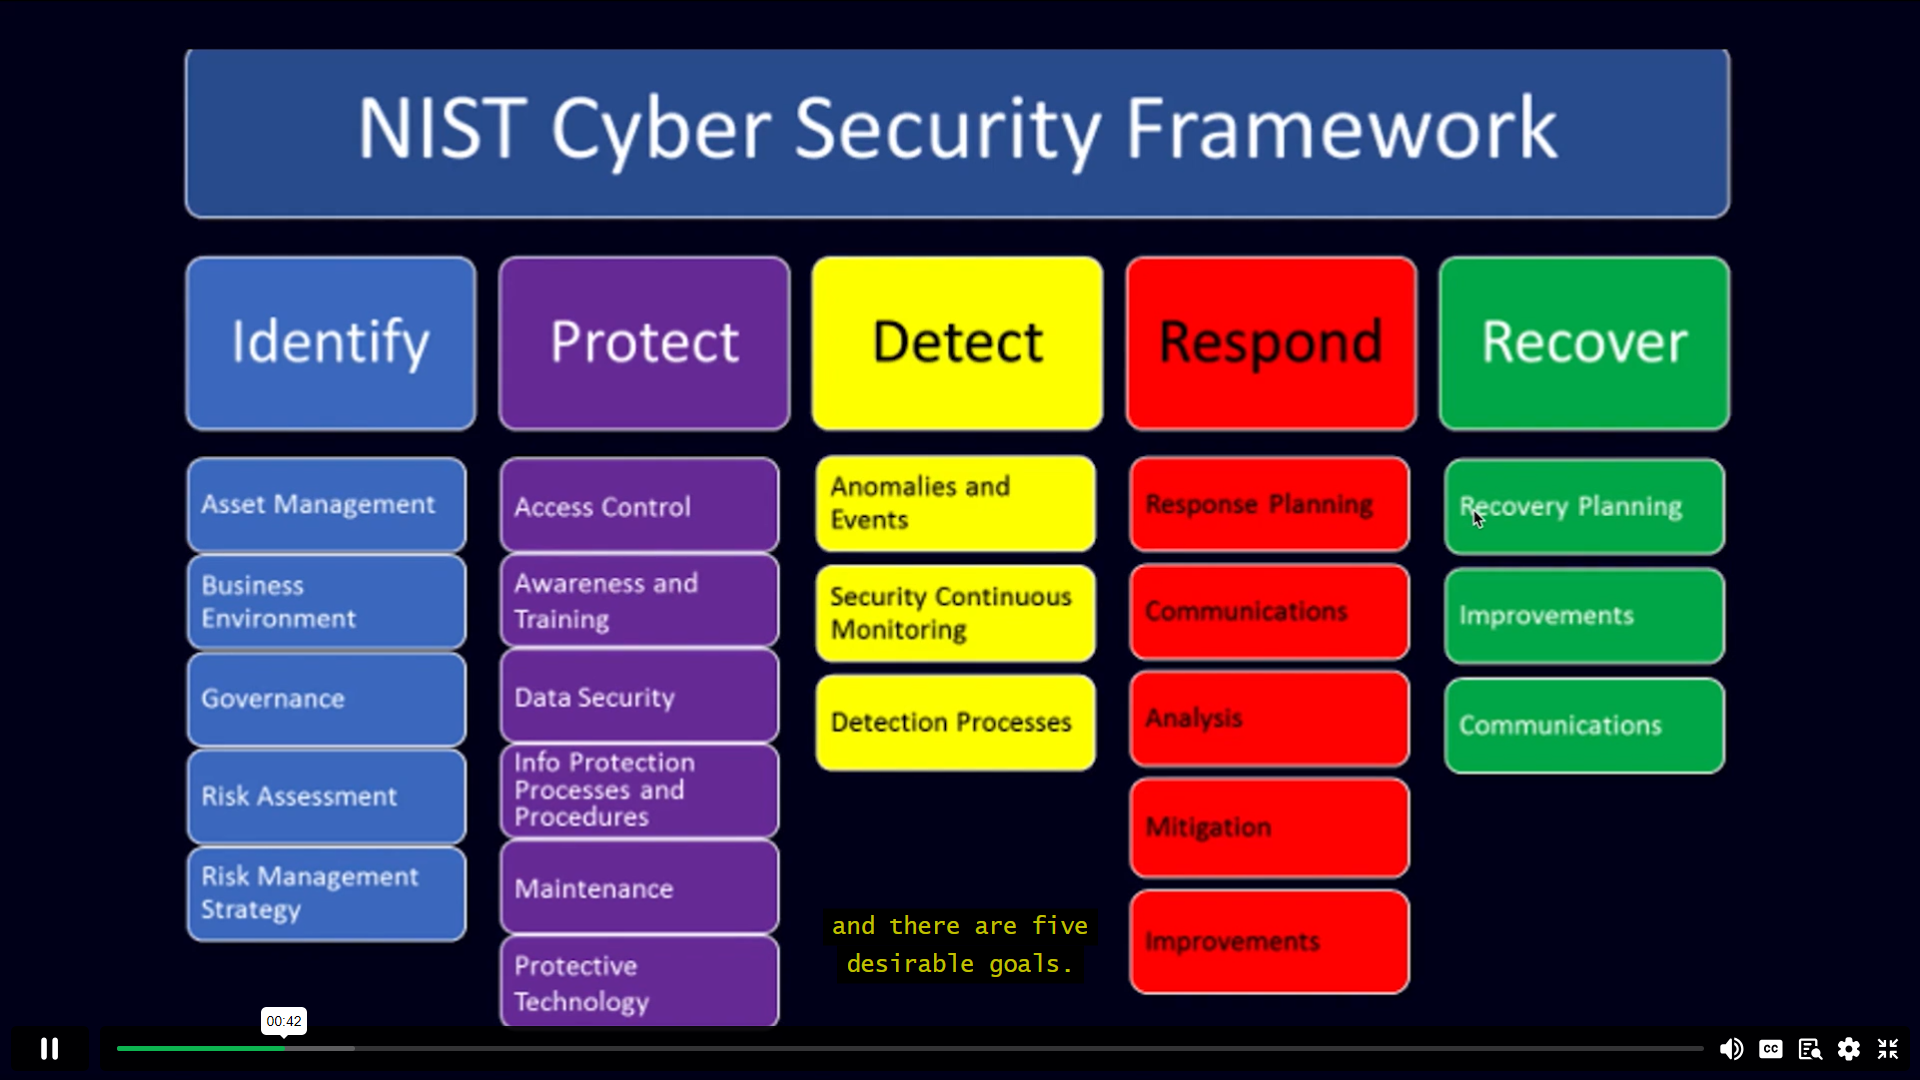 NIST Cyber Security Framework
Identify
Protect
Detect
Respond
Recover
Asset Management
Business
Environment
Governance
Risk Assessment
Risk Management
Strategy
Access Control
Awareness and
Training
Data Security
Info Protection
Processes and
Procedures
Maintenance
Protective
Technology
Anomalies and
Events
Security Continuous
Monitoring
Detection Processes
Response Planning
Communications
Analysis
Mitigation
Improvements
Recovery Planning
Improvements
Communications
and there are five
desirable goals.
00:42
CC